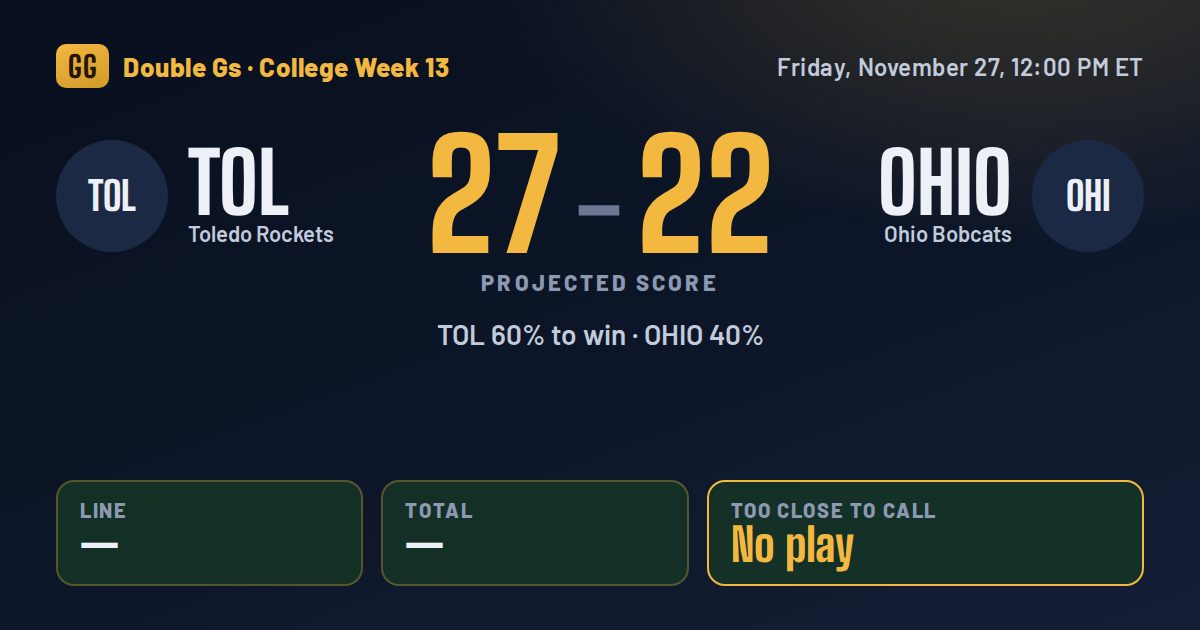 GG Double Gs · College Week 13
Friday, November 27, 12:00 PM ET
TOL
TOL
Toledo Rockets
27 – 22
PROJECTED SCORE
TOL 60% to win · OHIO 40%
OHIO
Ohio Bobcats
OHI
LINE
—
TOTAL
—
TOO CLOSE TO CALL
No play